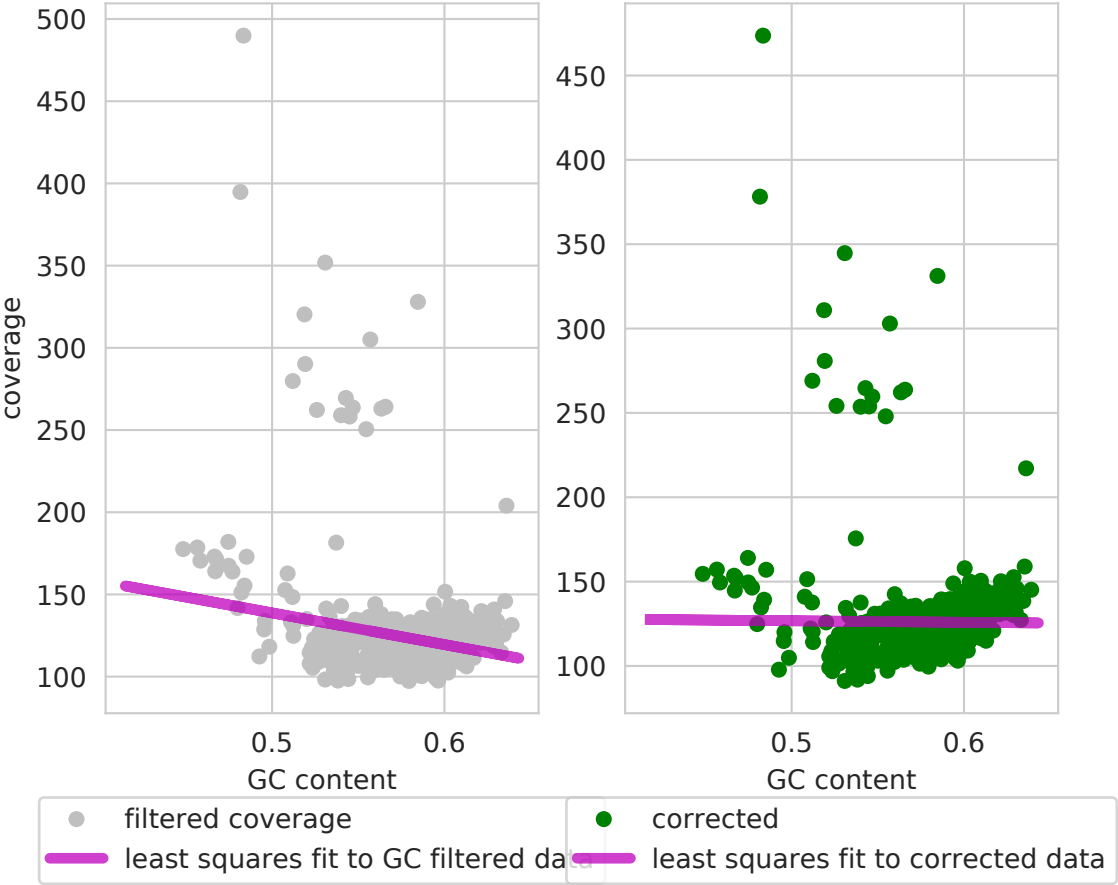 500
450
400
350
300
250
200
150
100
coverage
0.5 0.6
GC content
450
400
350
300
250
200
150
100
0.5 0.6
GC content
filtered coverage
least squares fit to GC filtered data
corrected
least squares fit to corrected data